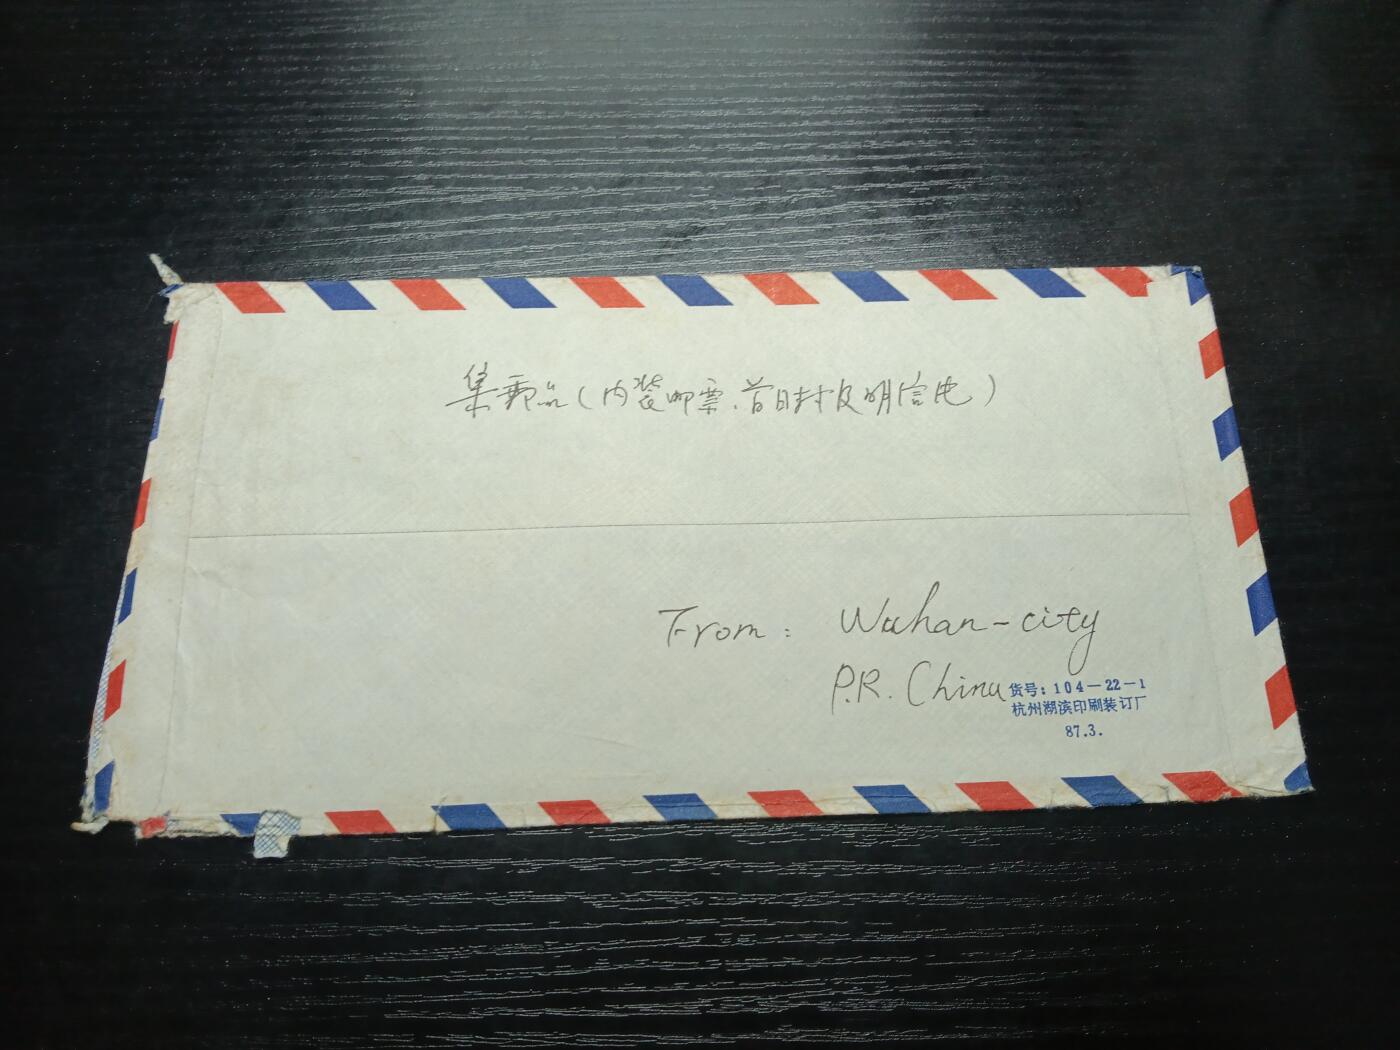 集邮品（内装邮票、首日封及明信片）
From: Wuhan-city
P.R. China
货号：104－22－1
杭州湖滨印刷装订厂
87.3.